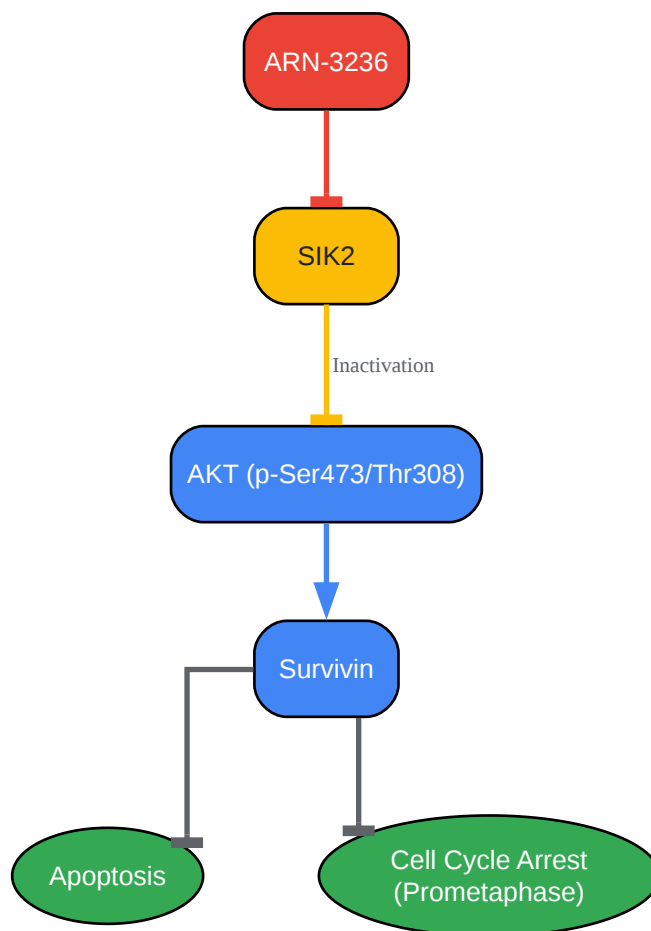 ARN-3236
SIK2
Inactivation
AKT (p-Ser473/Thr308)
Survivin
Apoptosis
Cell Cycle Arrest
(Prometaphase)